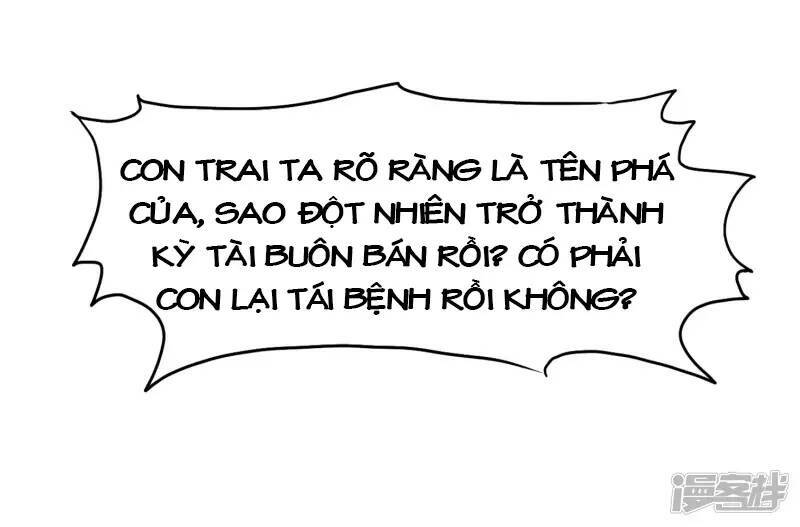 CON TRAI TA RÕ RÀNG LÀ TÊN PHÁ
CỦA, SAO ĐỘT NHIÊN TRỞ THÀNH
KỲ TÀI BUÔN BÁN RỒI? CÓ PHẢI
CON LẠI TÁI BỆNH RỒI KHÔNG?
漫客栈